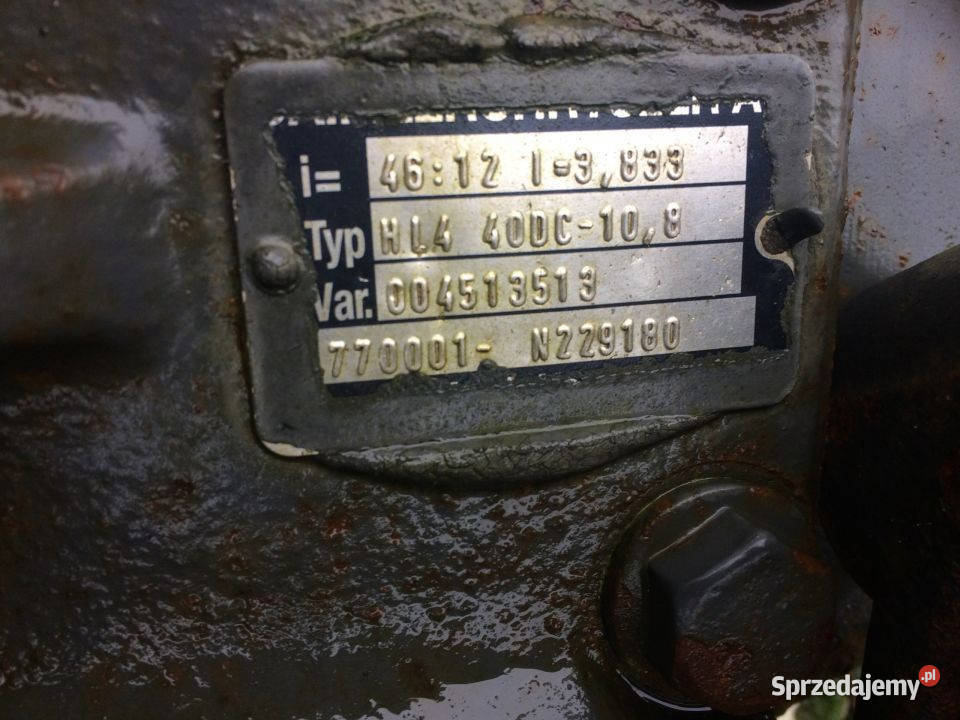 i= 46:12 I=3,833
Typ HL4 40DC-10,8
Var. 004513513
770001- N229180
Sprzedajemy.pl